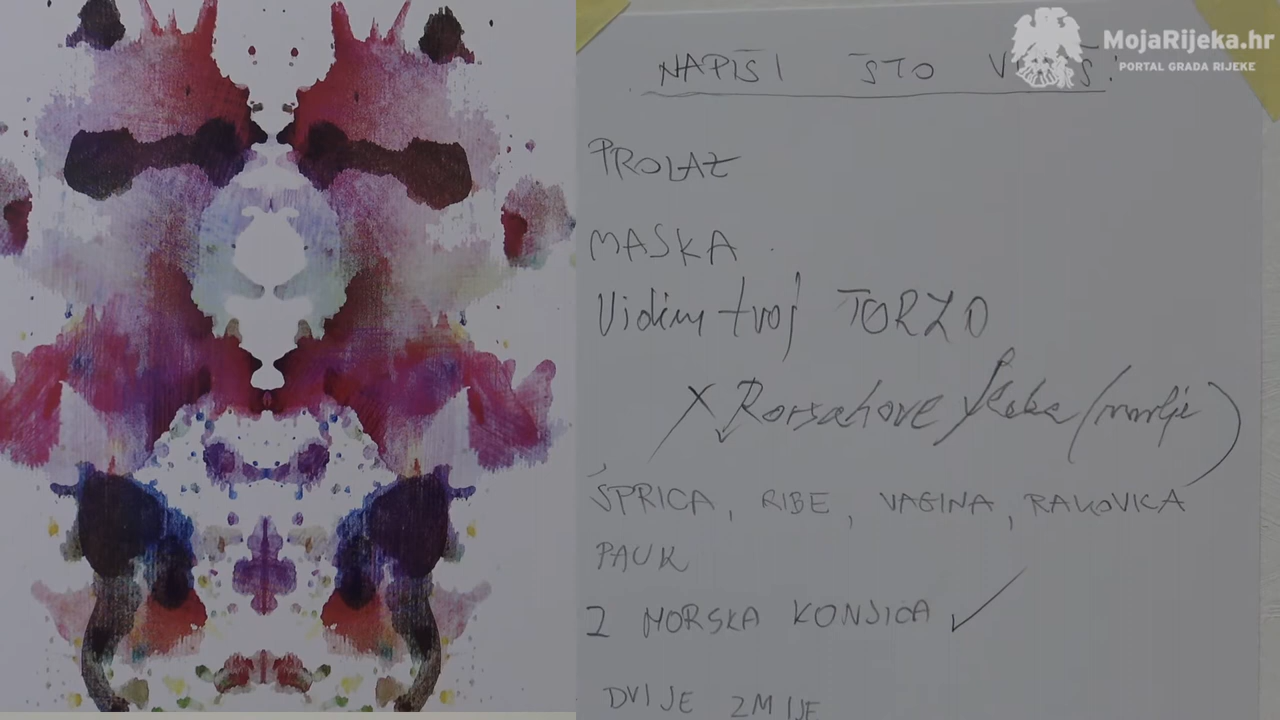 MojaRijeka.hr
PORTAL GRADA RIJEKE
NAPIŠI ŠTO
PROLAZ
MASKA
Vidim tvoj TORZO
X Rorsahove (mrlje)
ŠPRICA, RIBE, VAGINA, RAKOVICA
PAUK
2 MORSKA KONJICA ✓
DVIJE ZMIJE